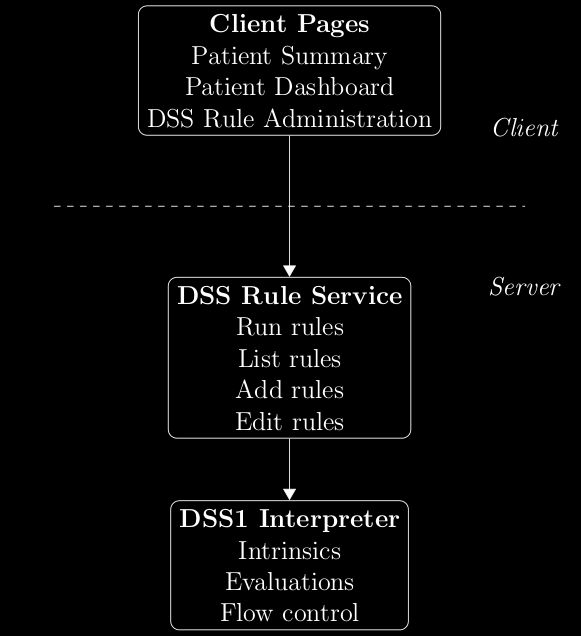 Client Pages
Patient Summary
Patient Dashboard
DSS Rule Administration
Client
Server
DSS Rule Service
Run rules
List rules
Add rules
Edit rules
DSS1 Interpreter
Intrinsics
Evaluations
Flow control